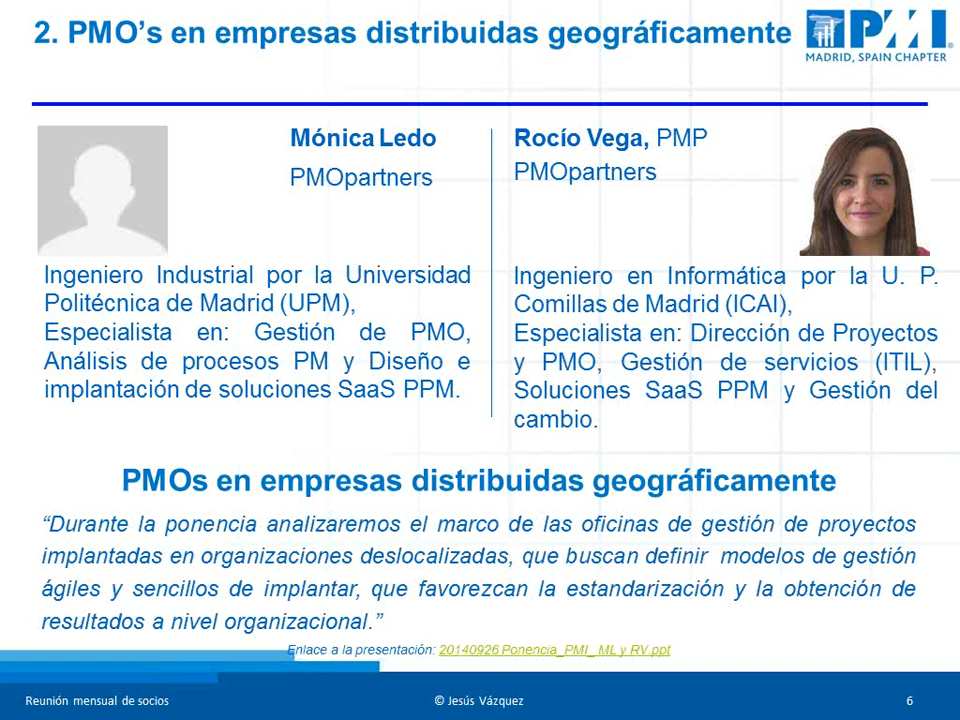 2. PMO’s en empresas distribuidas geográficamente
PMI
MADRID, SPAIN CHAPTER
Mónica Ledo
PMOpartners
Ingeniero Industrial por la Universidad
Politécnica de Madrid (UPM),
Especialista en: Gestión de PMO,
Análisis de procesos PM y Diseño e
implantación de soluciones SaaS PPM.
Rocío Vega, PMP
PMOpartners
Ingeniero en Informática por la U. P.
Comillas de Madrid (ICAI),
Especialista en: Dirección de Proyectos
y PMO, Gestión de servicios (ITIL),
Soluciones SaaS PPM y Gestión del
cambio.
PMOs en empresas distribuidas geográficamente
“Durante la ponencia analizaremos el marco de las oficinas de gestión de proyectos
implantadas en organizaciones deslocalizadas, que buscan definir modelos de gestión
ágiles y sencillos de implantar, que favorezcan la estandarización y la obtención de
resultados a nivel organizacional.”
Enlace a la presentación: 20140926 Ponencia_PMI_ ML y RV.ppt
Reunión mensual de socios
© Jesús Vázquez
6